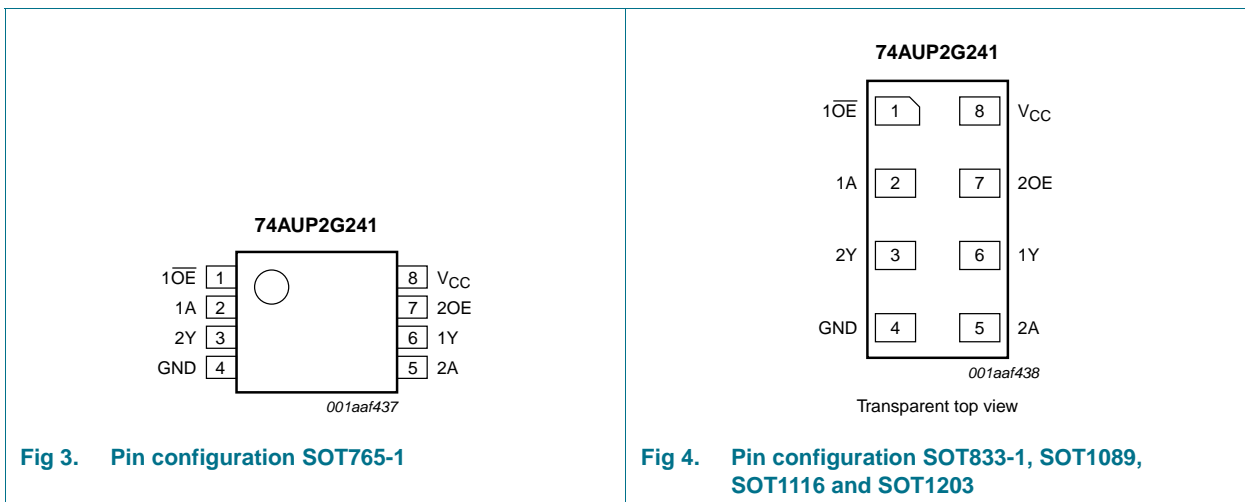 74AUP2G241
1O̅E̅ 1
1A 2
2Y 3
GND 4
8 VCC
7 2OE
6 1Y
5 2A
001aaf437
Fig 3. Pin configuration SOT765-1
74AUP2G241
1O̅E̅ 1 8 VCC
1A 2 7 2OE
2Y 3 6 1Y
GND 4 5 2A
001aaf438
Transparent top view
Fig 4. Pin configuration SOT833-1, SOT1089,
SOT1116 and SOT1203